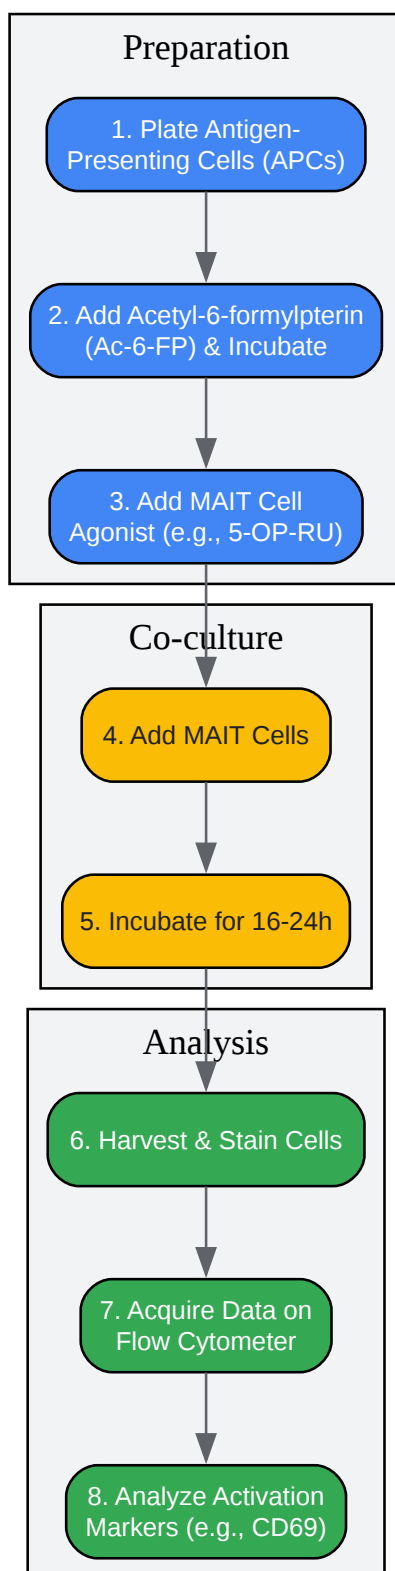 Preparation
1. Plate Antigen-
Presenting Cells (APCs)
2. Add Acetyl-6-formylpterin
(Ac-6-FP) & Incubate
3. Add MAIT Cell
Agonist (e.g., 5-OP-RU)
Co-culture
4. Add MAIT Cells
5. Incubate for 16-24h
Analysis
6. Harvest & Stain Cells
7. Acquire Data on
Flow Cytometer
8. Analyze Activation
Markers (e.g., CD69)